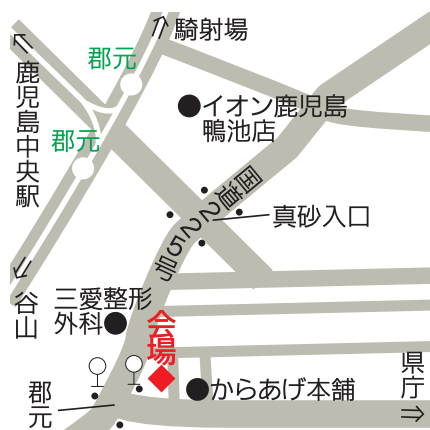 ↑騎射場
郡元
↑鹿児島中央駅
イオン鹿児島
鴨池店
郡元
国道225号
真砂入口
↓谷山
三愛整形
外科
会場
県庁→
からあげ本舗
郡元